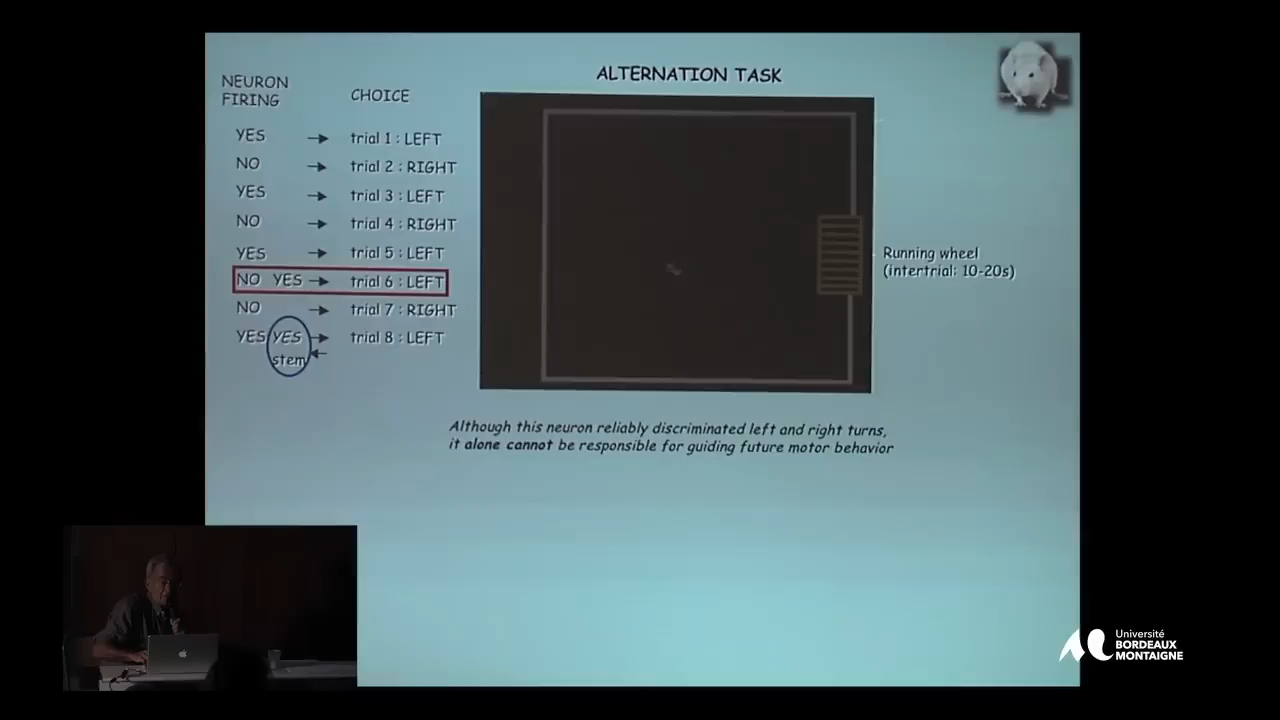 ALTERNATION TASK
NEURON
FIRING
CHOICE
YES → trial 1 : LEFT
NO → trial 2 : RIGHT
YES → trial 3 : LEFT
NO → trial 4 : RIGHT
YES → trial 5 : LEFT
NO YES → trial 6 : LEFT
NO → trial 7 : RIGHT
YES YES → trial 8 : LEFT
stem ←
Running wheel
(intertrial: 10-20s)
Although this neuron reliably discriminated left and right turns,
it alone cannot be responsible for guiding future motor behavior
Université
BORDEAUX
MONTAIGNE